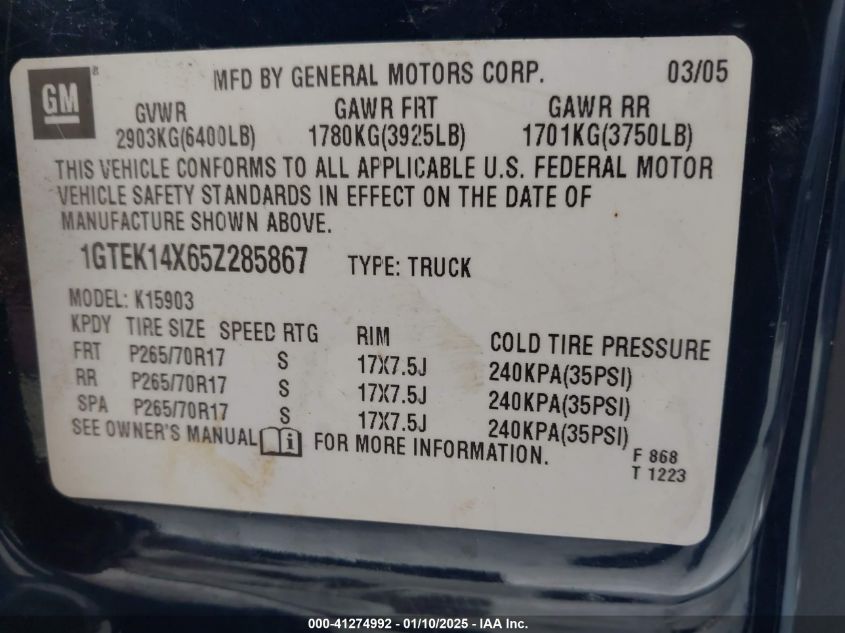 GM
MFD BY GENERAL MOTORS CORP. 03/05
GVWR GAWR FRT GAWR RR
2903KG(6400LB) 1780KG(3925LB) 1701KG(3750LB)
THIS VEHICLE CONFORMS TO ALL APPLICABLE U.S. FEDERAL MOTOR
VEHICLE SAFETY STANDARDS IN EFFECT ON THE DATE OF
MANUFACTURE SHOWN ABOVE.
1GTEK14X65Z285867 TYPE: TRUCK
MODEL: K15903
KPDY TIRE SIZE SPEED RTG RIM COLD TIRE PRESSURE
FRT P265/70R17 S 17X7.5J 240KPA(35PSI)
RR P265/70R17 S 17X7.5J 240KPA(35PSI)
SPA P265/70R17 S 17X7.5J 240KPA(35PSI)
SEE OWNER'S MANUAL i FOR MORE INFORMATION.
F 868
T 1223
000-41274992 — 01/10/2025 — IAA Inc.